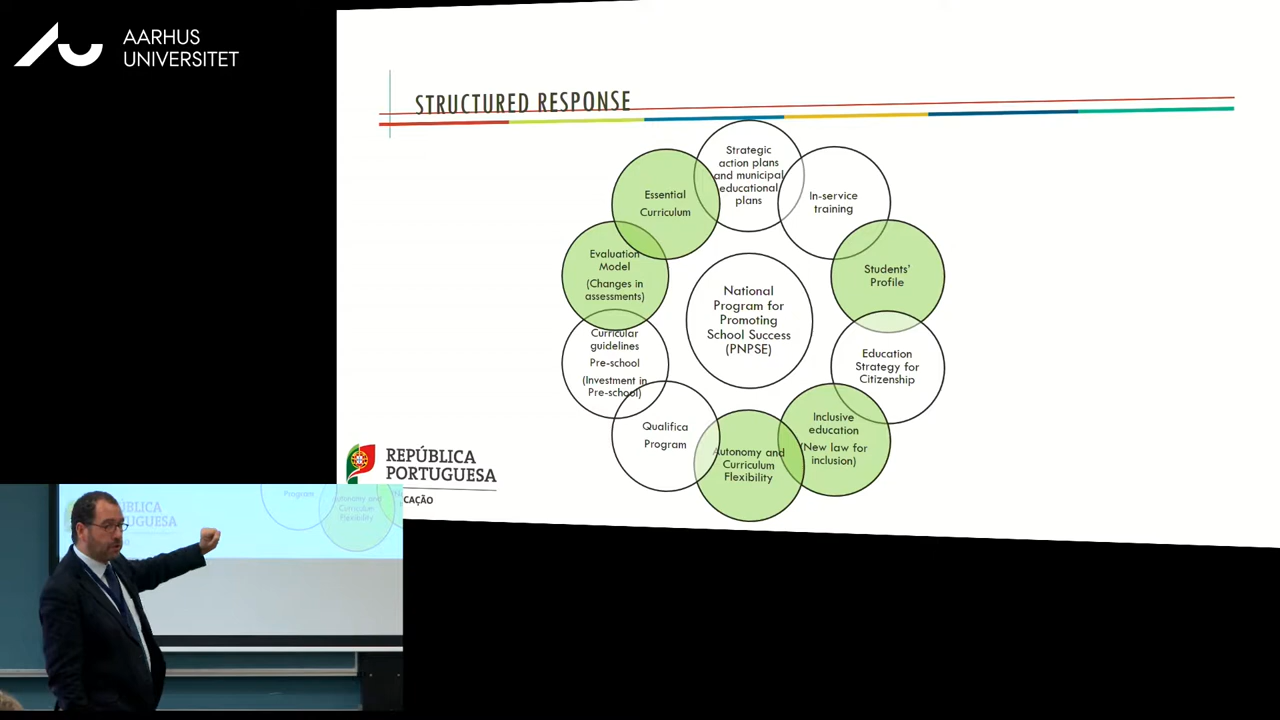 AARHUS
UNIVERSITET
STRUCTURED RESPONSE
Strategic
action plans
and municipal
educational
plans
In-service
training
Students'
Profile
Education
Strategy for
Citizenship
Inclusive
education
(New law for
inclusion)
Autonomy and
Curriculum
Flexibility
Qualifica
Program
Curricular
guidelines
Pre-school
(Investment in
Pre-school)
Evaluation
Model
(Changes in
assessments)
Essential
Curriculum
National
Program for
Promoting
School Success
(PNPSE)
REPÚBLICA
PORTUGUESA
CAÇÃO
Program
Curriculum
Flexibility